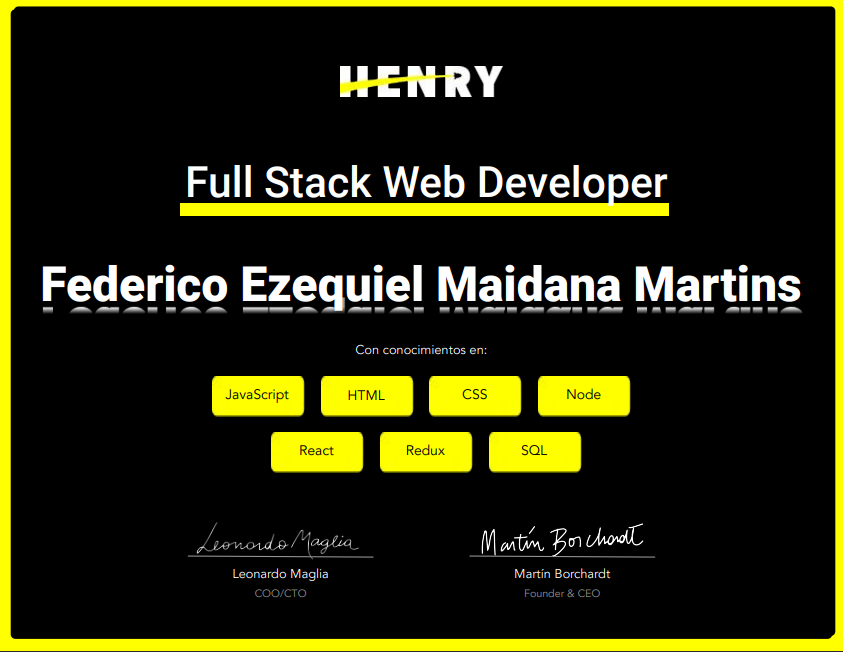 HENRY
Full Stack Web Developer
Federico Ezequiel Maidana Martins
Con conocimientos en:
JavaScript HTML CSS Node
React Redux SQL
Leonardo Maglia Martín Borchardt
Leonardo Maglia Martín Borchardt
COO/CTO Founder & CEO